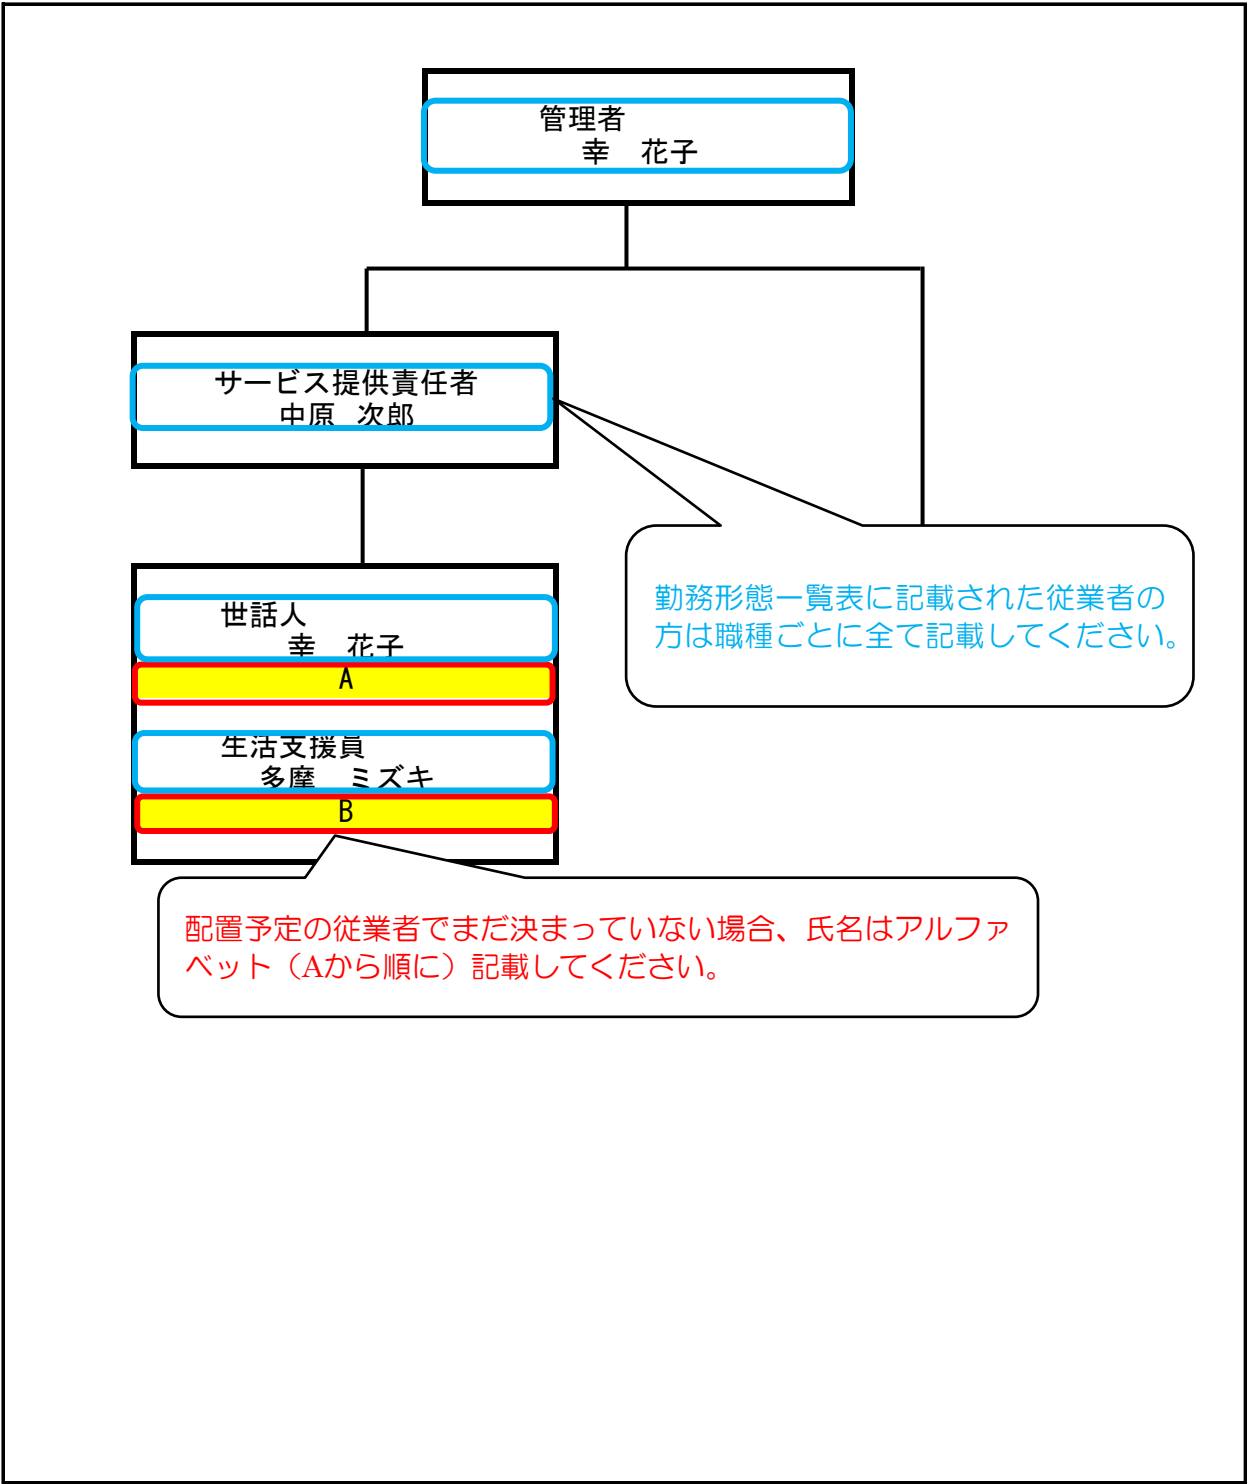 管理者
幸　花子
サービス提供責任者
中原　次郎
勤務形態一覧表に記載された従業者の
方は職種ごとに全て記載してください。
世話人
幸　花子
A
生活支援員
多摩　ミズキ
B
配置予定の従業者でまだ決まっていない場合、氏名はアルファ
ベット（Aから順に）記載してください。